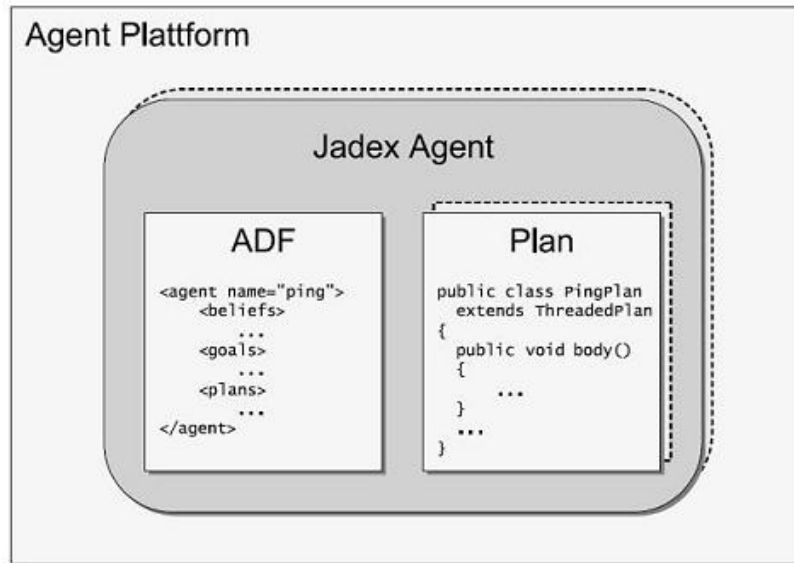 Agent Plattform
Jadex Agent
ADF
<agent name="ping">
<beliefs>
...
<goals>
...
<plans>
...
</agent>
Plan
public class PingPlan
extends ThreadedPlan
{
public void body()
{
...
}
...
}